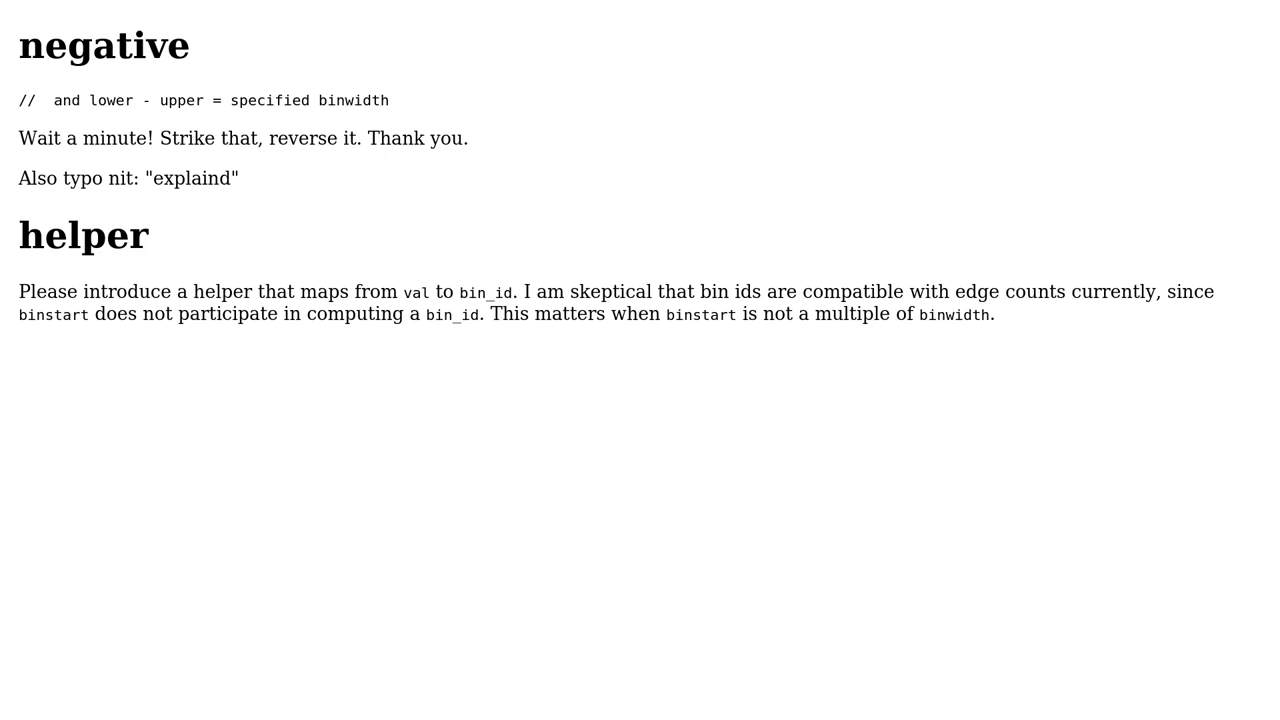 negative
//  and lower - upper = specified binwidth
Wait a minute! Strike that, reverse it. Thank you.
Also typo nit: "explaind"
helper
Please introduce a helper that maps from val to bin_id. I am skeptical that bin ids are compatible with edge counts currently, since
binstart does not participate in computing a bin_id. This matters when binstart is not a multiple of binwidth.